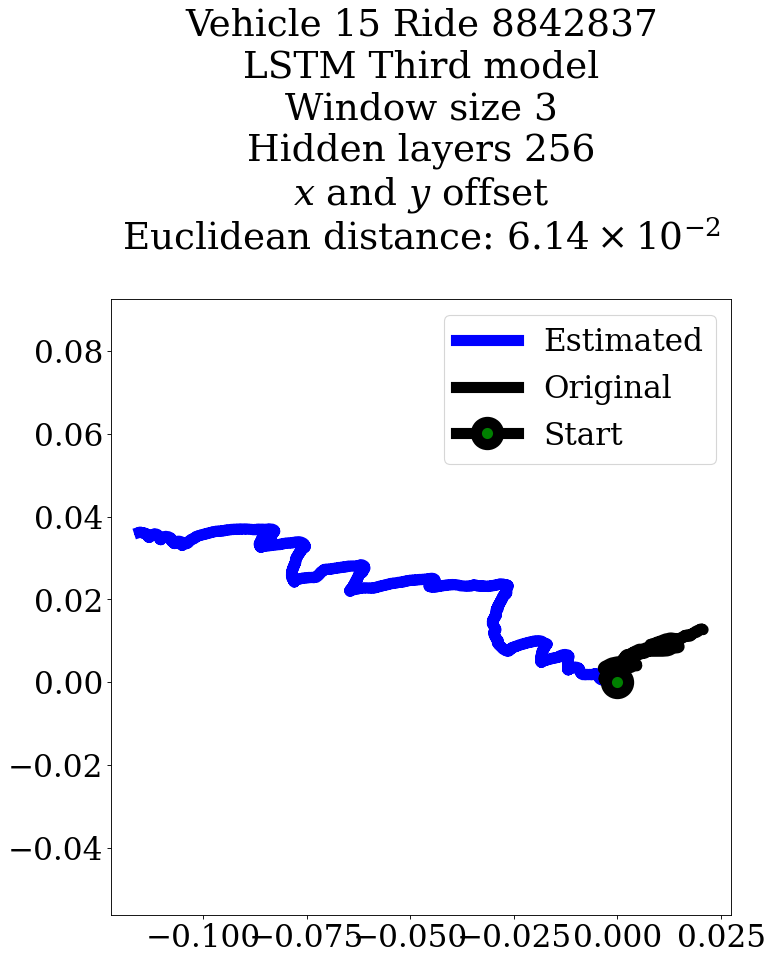 Vehicle 15 Ride 8842837
LSTM Third model
Window size 3
Hidden layers 256
x and y offset
Euclidean distance: 6.14 × 10⁻²
Estimated
Original
Start
0.08
0.06
0.04
0.02
0.00
−0.02
−0.04
−0.100 −0.075 −0.050 −0.025 0.000 0.025